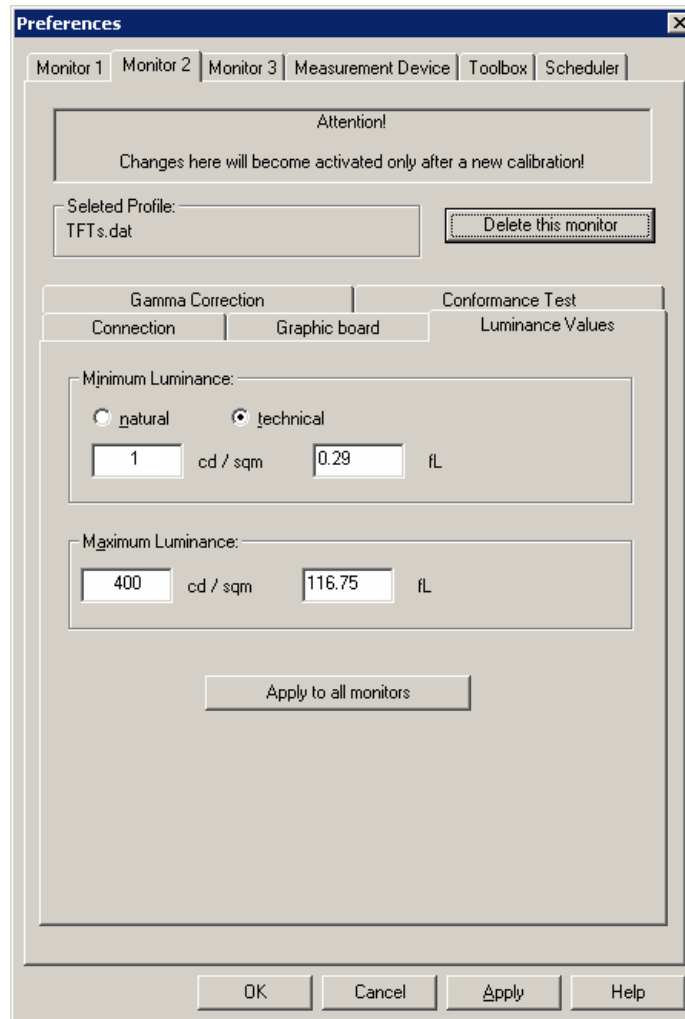 Preferences
Monitor 1 Monitor 2 Monitor 3 Measurement Device Toolbox Scheduler
Attention!
Changes here will become activated only after a new calibration!
Seleted Profile:
TFTs.dat
Delete this monitor
Gamma Correction Conformance Test
Connection Graphic board Luminance Values
Minimum Luminance:
natural technical
1 cd / sqm 0.29 fL
Maximum Luminance:
400 cd / sqm 116.75 fL
Apply to all monitors
OK Cancel Apply Help